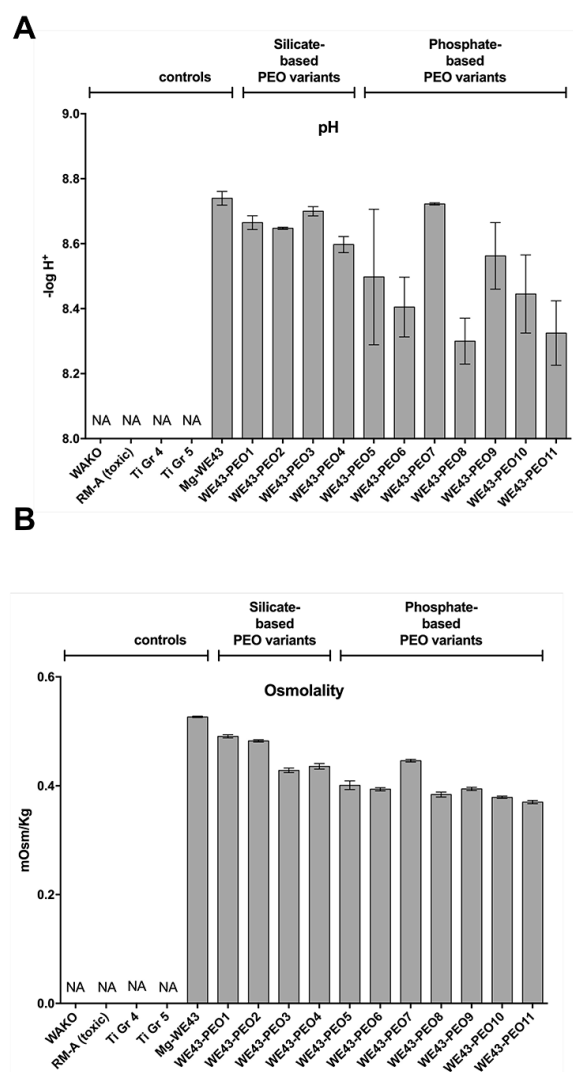 A
Silicate-
based
PEO variants
Phosphate-
based
PEO variants
controls
pH
-log H⁺
9.0
8.8
8.6
8.4
8.2
8.0
NA NA NA NA
WAKO
RM-A (toxic)
Ti Gr 4
Ti Gr 5
Mg-WE43
WE43-PEO1
WE43-PEO2
WE43-PEO3
WE43-PEO4
WE43-PEO5
WE43-PEO6
WE43-PEO7
WE43-PEO8
WE43-PEO9
WE43-PEO10
WE43-PEO11
B
Silicate-
based
PEO variants
Phosphate-
based
PEO variants
controls
Osmolality
mOsm/Kg
0.6
0.4
0.2
0.0
NA NA NA NA
WAKO
RM-A (toxic)
Ti Gr 4
Ti Gr 5
Mg-WE43
WE43-PEO1
WE43-PEO2
WE43-PEO3
WE43-PEO4
WE43-PEO5
WE43-PEO6
WE43-PEO7
WE43-PEO8
WE43-PEO9
WE43-PEO10
WE43-PEO11